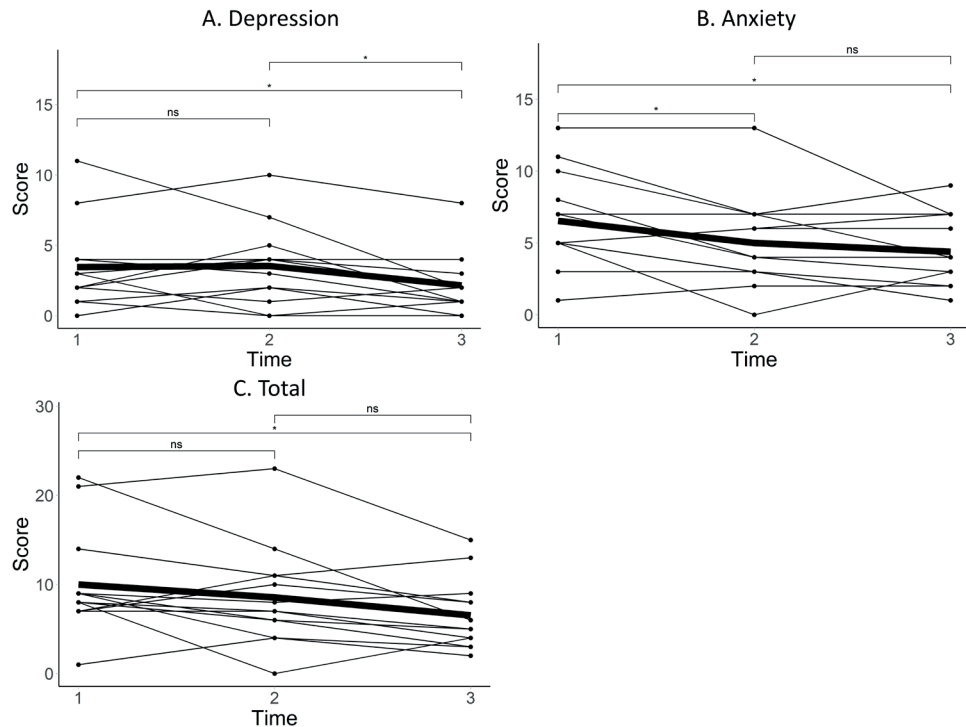 A. Depression
*
*
ns
15
10
5
0
Score
1 2 3
Time
B. Anxiety
ns
*
*
15
10
5
0
Score
1 2 3
Time
C. Total
ns
*
ns
30
20
10
0
Score
1 2 3
Time